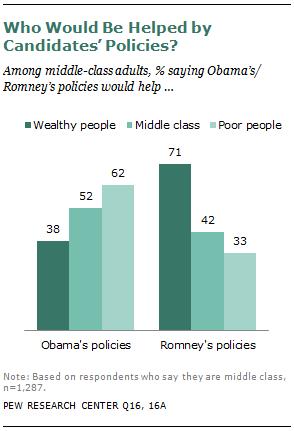 Who Would Be Helped by
Candidates' Policies?
Among middle-class adults, % saying Obama's/
Romney's policies would help ...
Wealthy people Middle class Poor people
38 52 62 71 42 33
Obama's policies Romney's policies
Note: Based on respondents who say they are middle class,
n=1,287.
PEW RESEARCH CENTER Q16, 16A